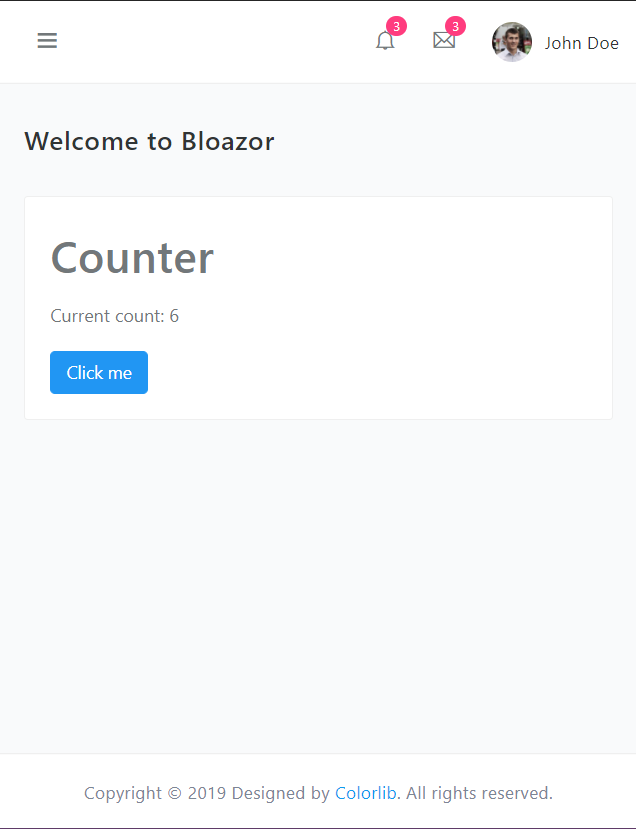 3
3
John Doe
Welcome to Bloazor
Counter
Current count: 6
Click me
Copyright © 2019 Designed by Colorlib. All rights reserved.